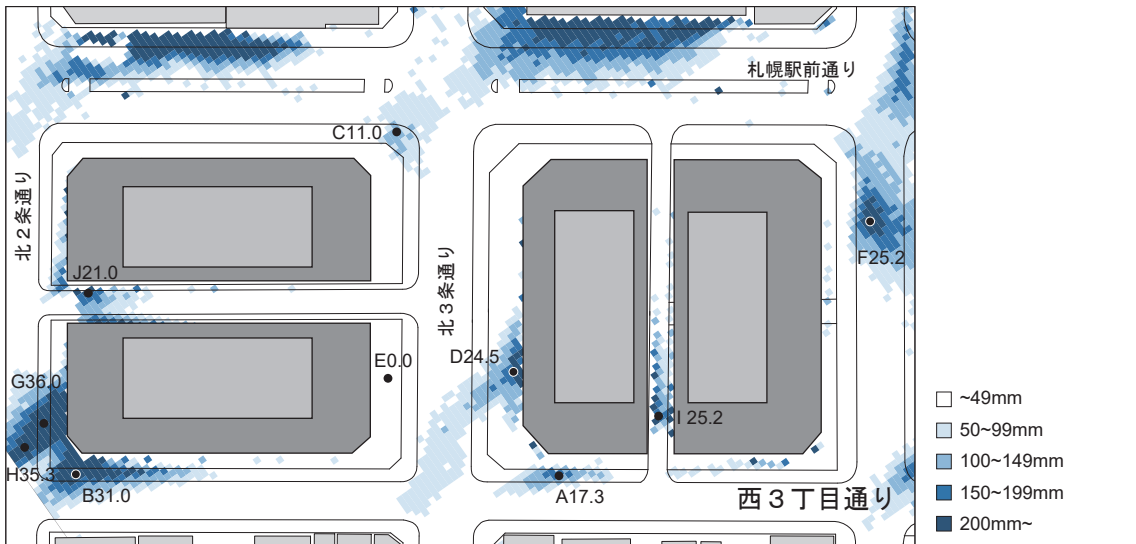 札幌駅前通り
C11.0
北2条通り
北3条通り
F25.2
J21.0
D24.5
E0.0
G36.0
I 25.2
H35.3
B31.0
A17.3
西3丁目通り
~49mm
50~99mm
100~149mm
150~199mm
200mm~